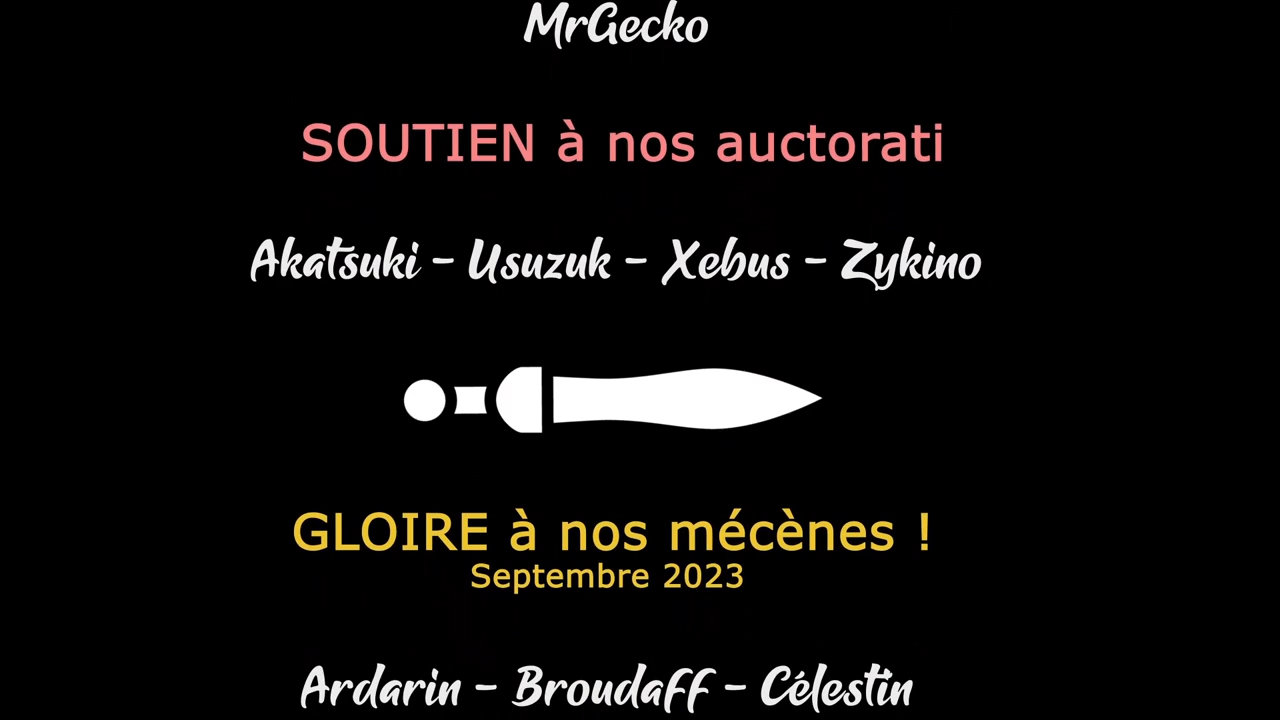 MrGecko
SOUTIEN à nos auctorati
Akatsuki - Usuzuk - Xebus - Zykino
GLOIRE à nos mécènes !
Septembre 2023
Ardarin - Broudaff - Célestin